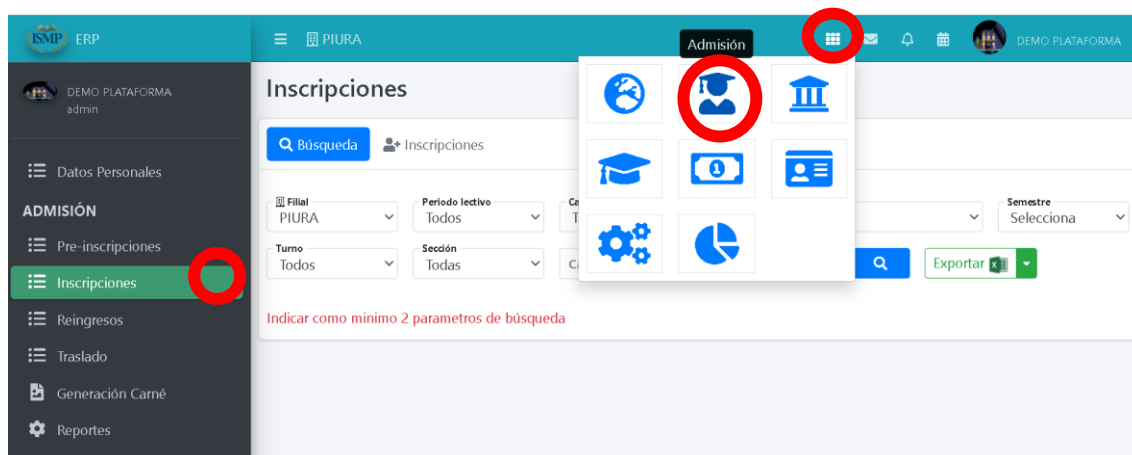 ISMP ERP
PIURA
DEMO PLATAFORMA
Admisión
DEMO PLATAFORMA
admin
Datos Personales
ADMISIÓN
Pre-inscripciones
Inscripciones
Reingresos
Traslado
Generación Carné
Reportes
Inscripciones
Búsqueda
Inscripciones
Filial
PIURA
Periodo lectivo
Todos
Semestre
Selecciona
Turno
Todos
Sección
Todas
Exportar
Indicar como minimo 2 parametros de búsqueda
1